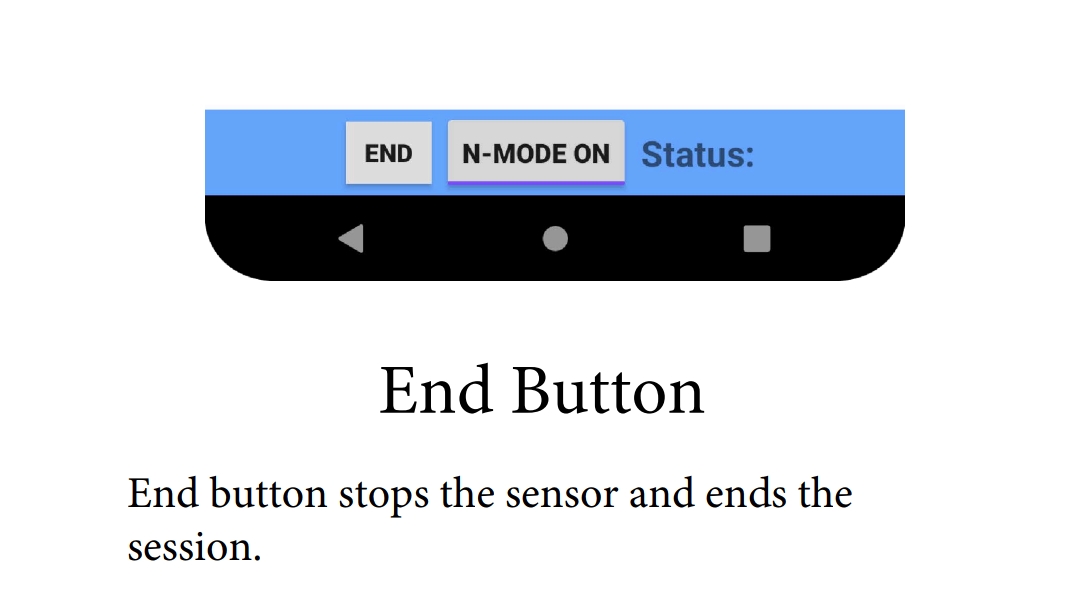 END N-MODE ON Status:
End Button
End button stops the sensor and ends the
session.